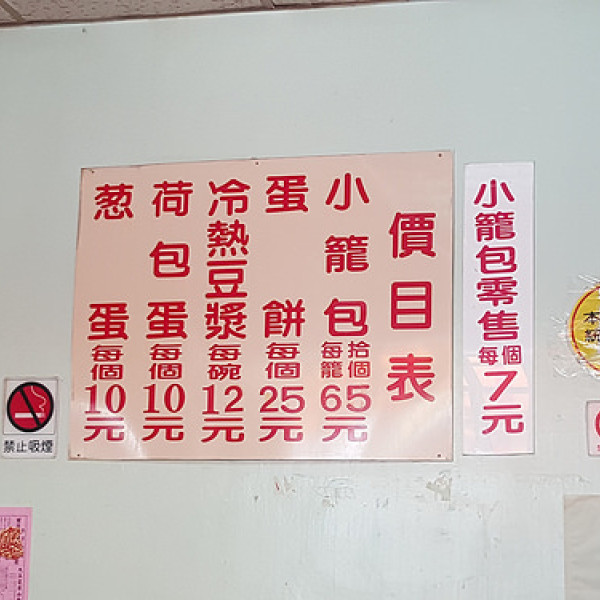 價目表
小籠包 每籠拾個 65元
蛋餅 每個 25元
冷熱豆漿 每碗 12元
荷包蛋 每個 10元
葱蛋 每個 10元
小籠包零售每個7元
禁止吸煙